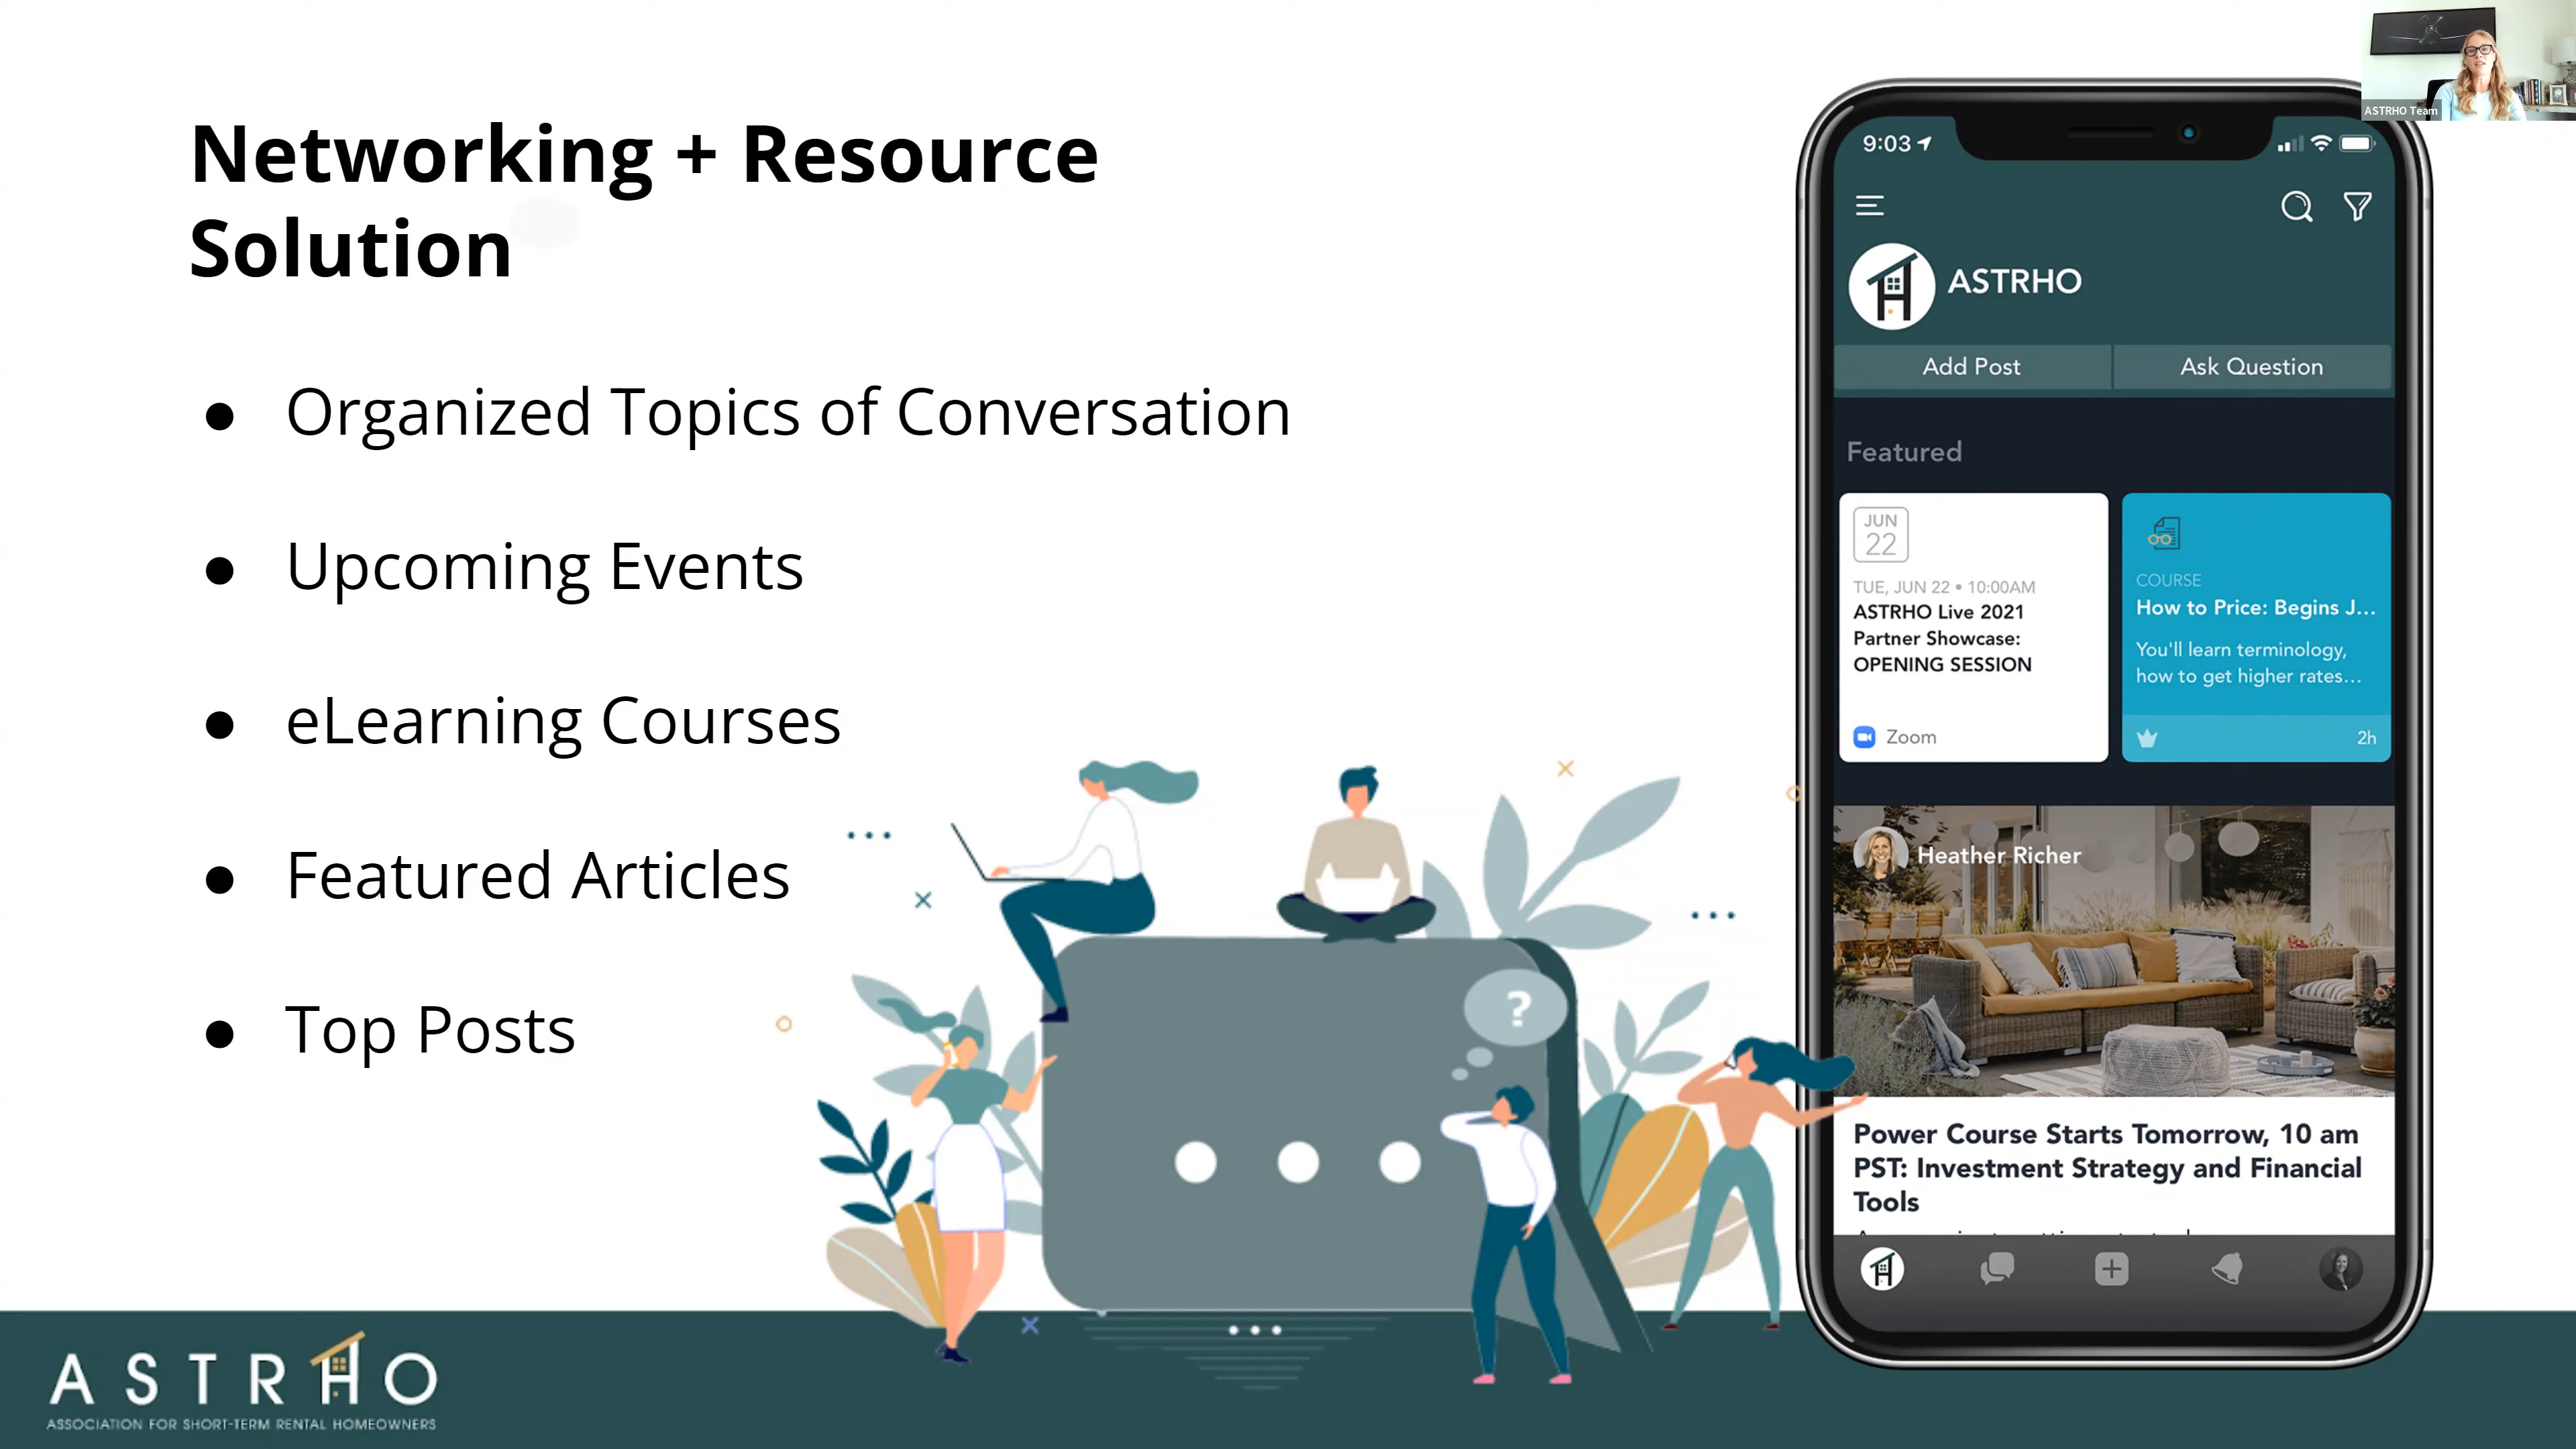 Networking + Resource
Solution
● Organized Topics of Conversation
● Upcoming Events
● eLearning Courses
● Featured Articles
● Top Posts
ASTRHO
ASSOCIATION FOR SHORT-TERM RENTAL HOMEOWNERS
?
ASTRHO Team
9:03
ASTRHO
Add Post
Ask Question
Featured
JUN
22
TUE, JUN 22 • 10:00AM
ASTRHO Live 2021
Partner Showcase:
OPENING SESSION
Zoom
COURSE
How to Price: Begins J...
You'll learn terminology,
how to get higher rates...
2h
Heather Richer
Power Course Starts Tomorrow, 10 am
PST: Investment Strategy and Financial
Tools